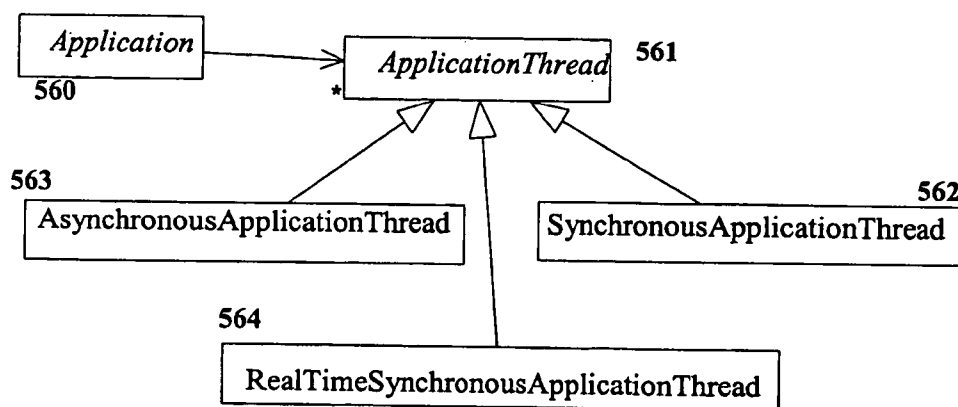 Application
ApplicationThread
561
560
*
563
562
AsynchronousApplicationThread
SynchronousApplicationThread
564
RealTimeSynchronousApplicationThread